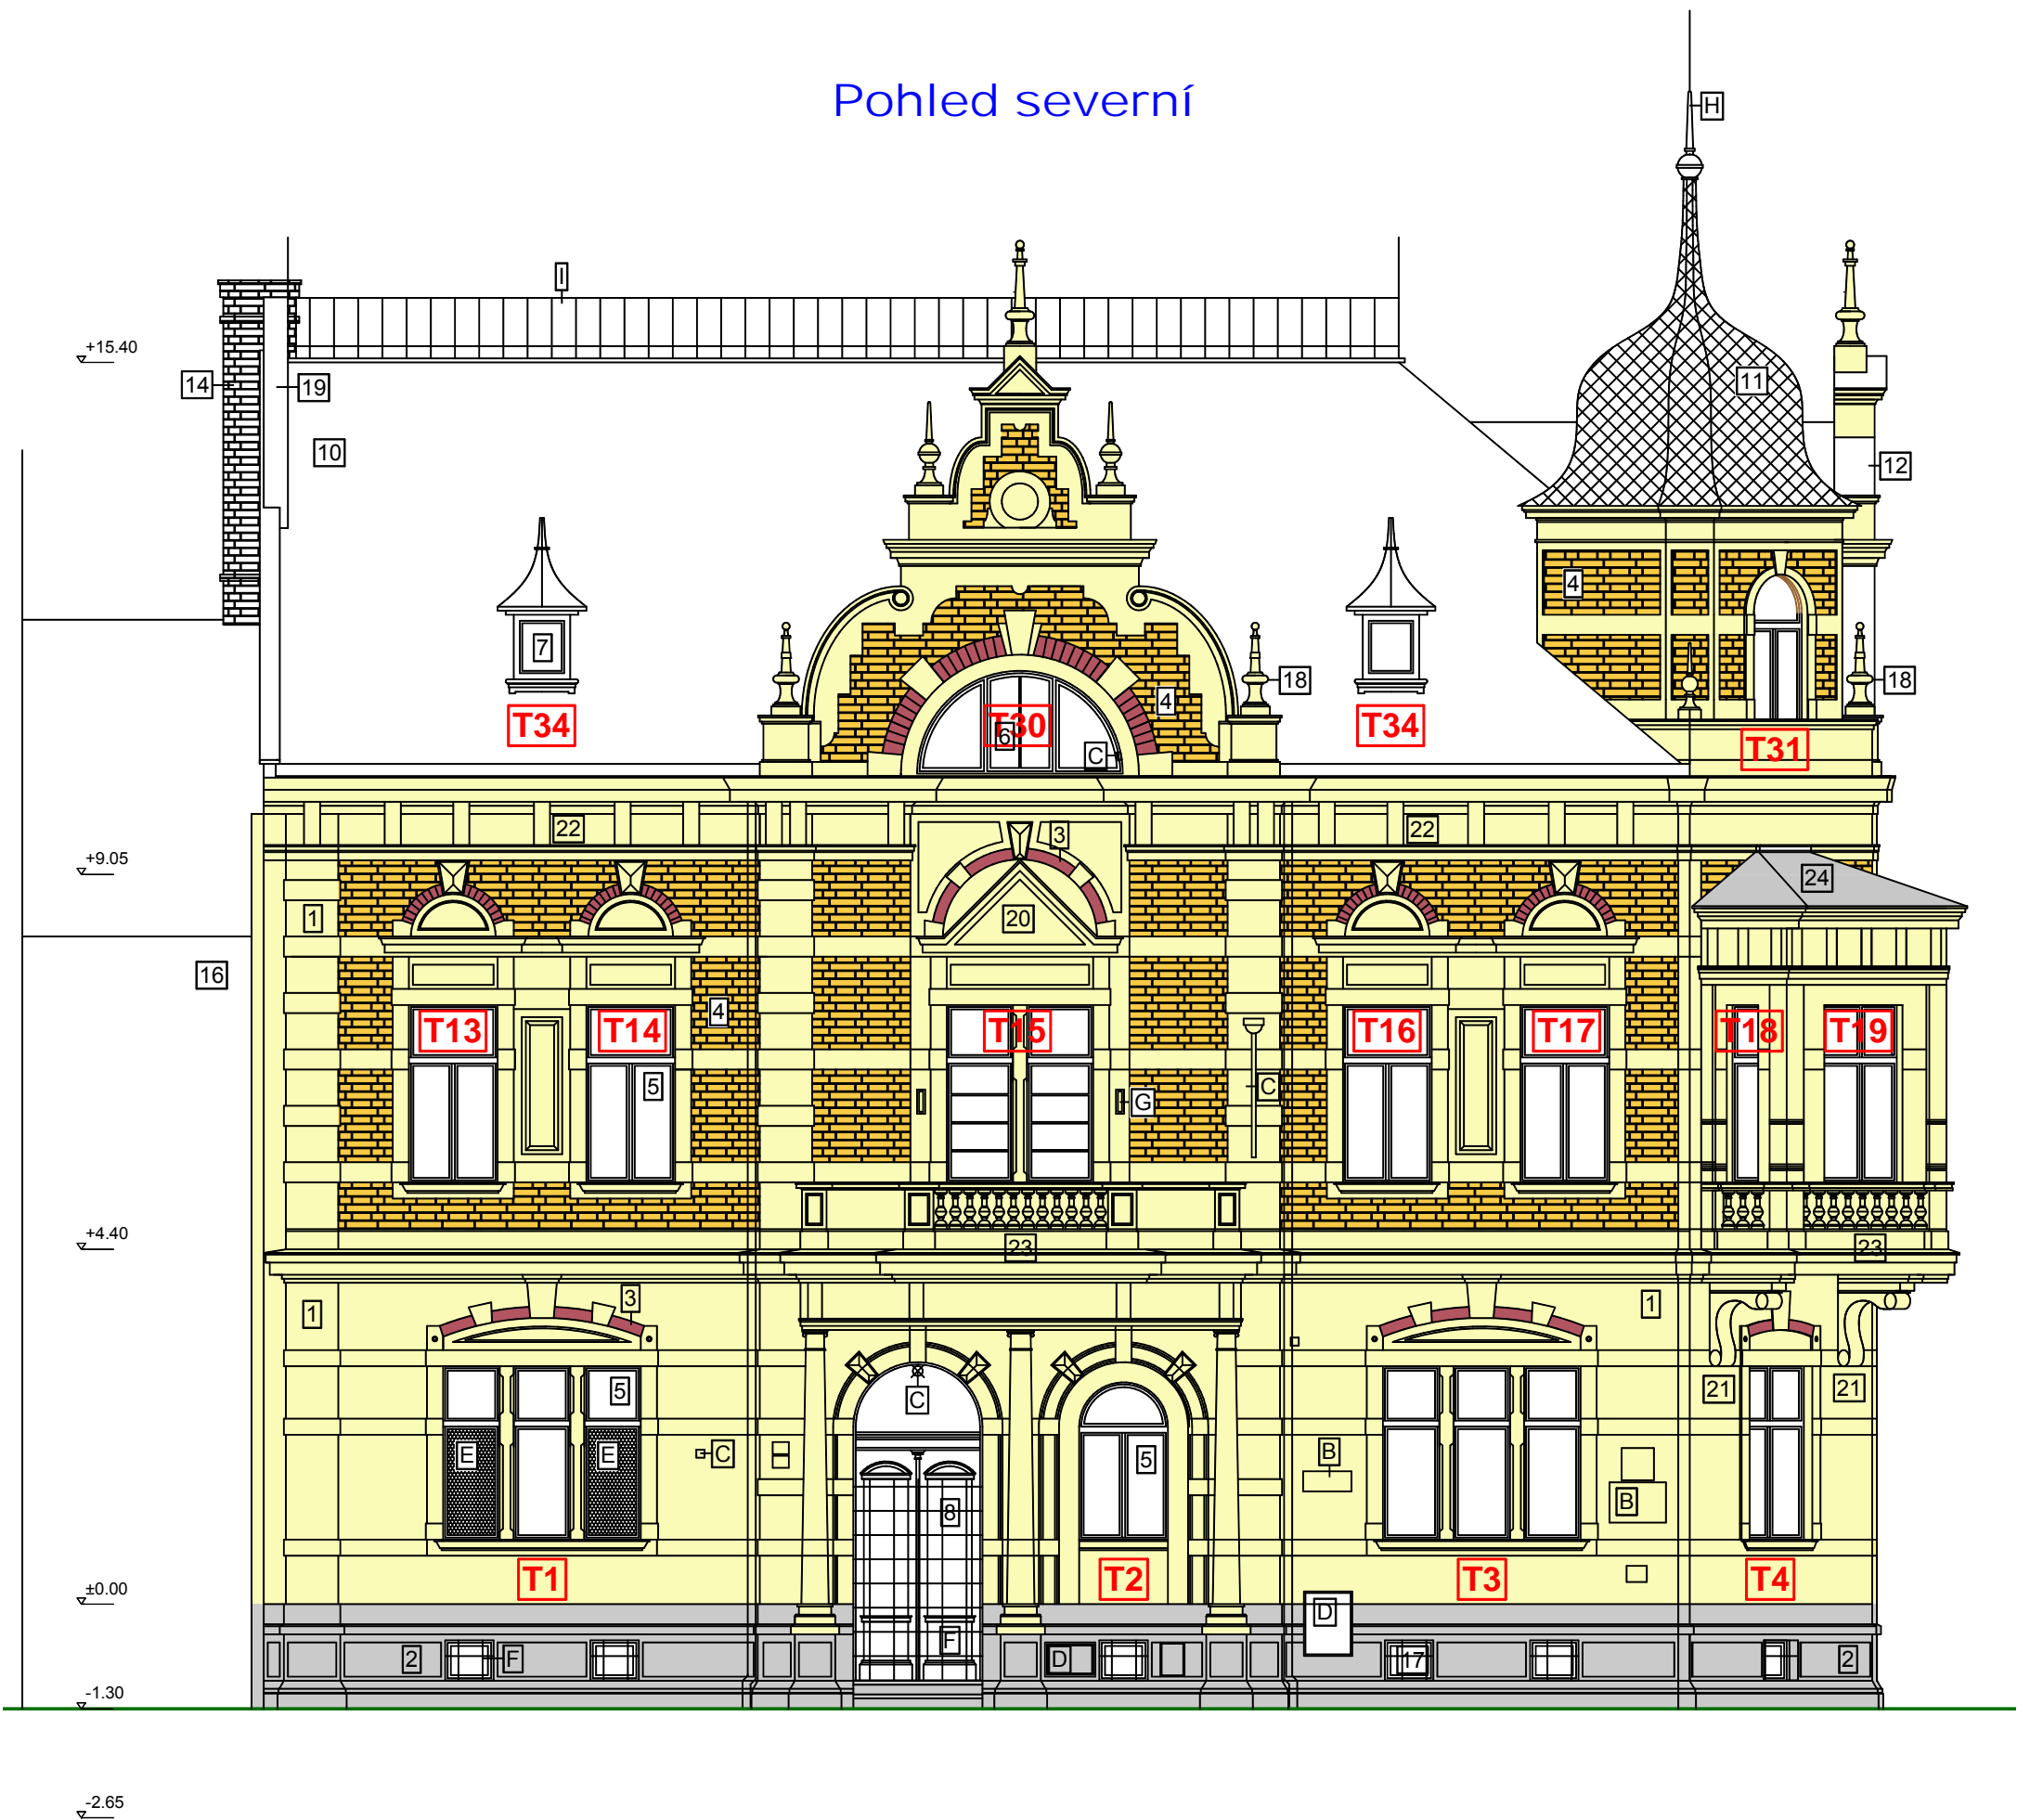 Pohled severní
H
I
+15.40
14
19
11
10
12
4
7
18
18
T34
T30
6
4
C
T34
T31
22
3
22
+9.05
24
1
20
16
4
T13
T14
T15
T16
T17
T18
T19
5
G
C
+4.40
23
23
3
1
1
5
C
21
21
E
E
C
5
B
B
8
T1
T2
T3
T4
±0.00
D
F
2
F
D
17
2
-1.30
-2.65